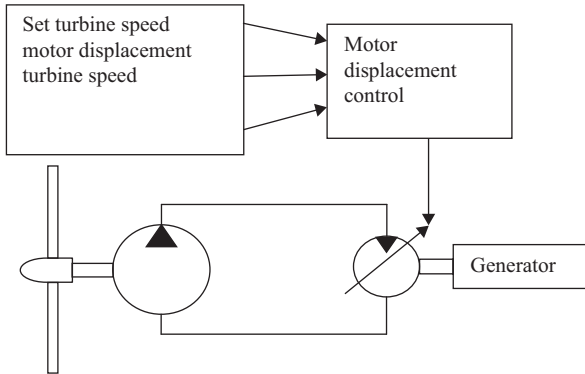 Set turbine speed
motor displacement
turbine speed
Motor
displacement
control
Generator